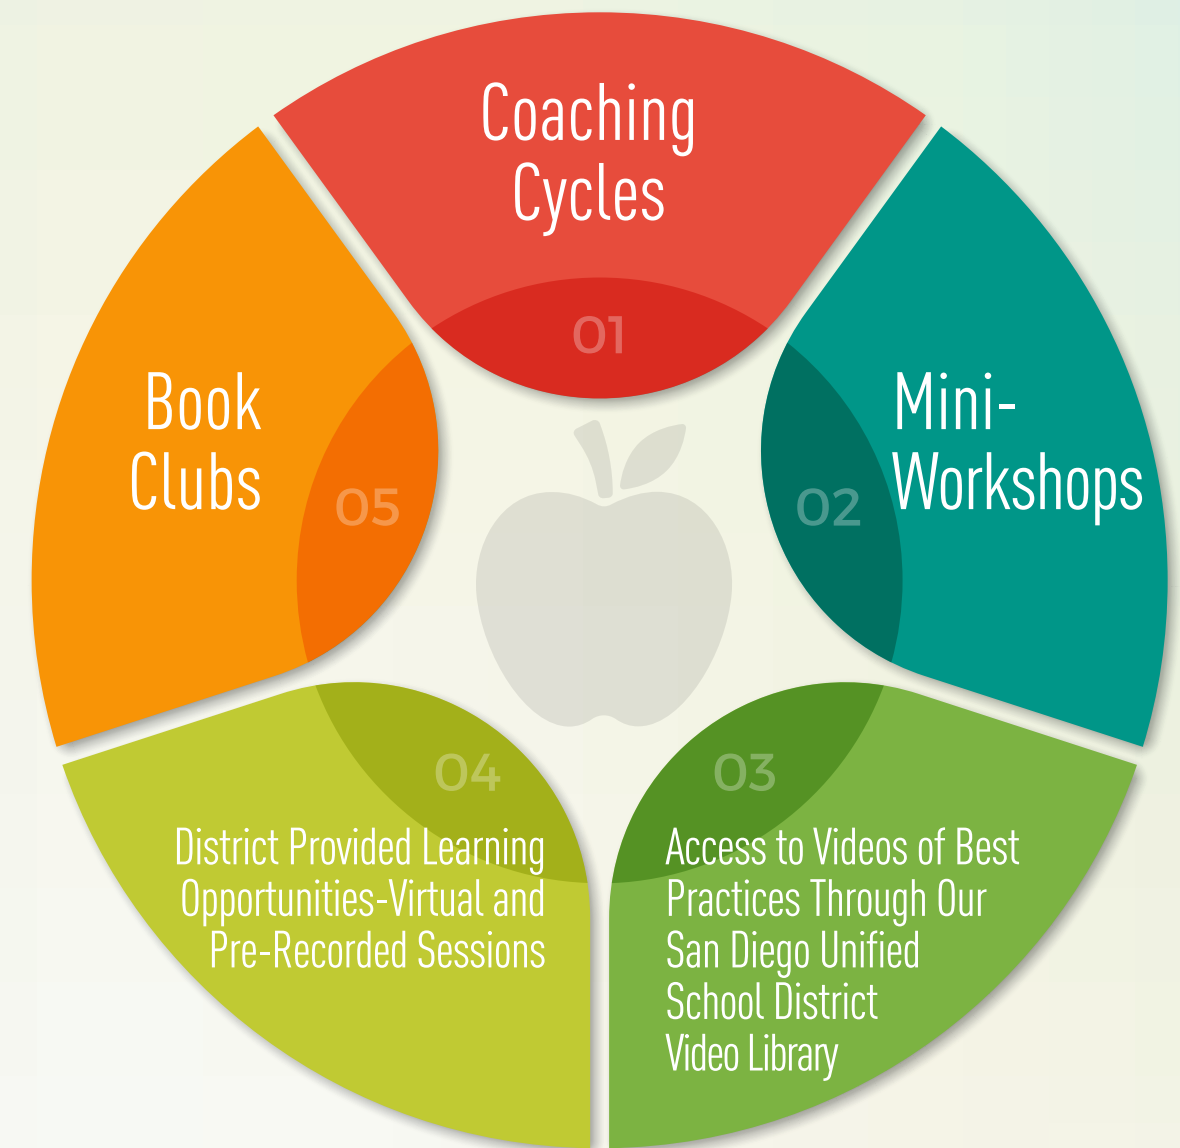 Coaching
Cycles
01
Mini-
Workshops
02
03
Access to Videos of Best
Practices Through Our
San Diego Unified
School District
Video Library
04
District Provided Learning
Opportunities-Virtual and
Pre-Recorded Sessions
Book
Clubs
05